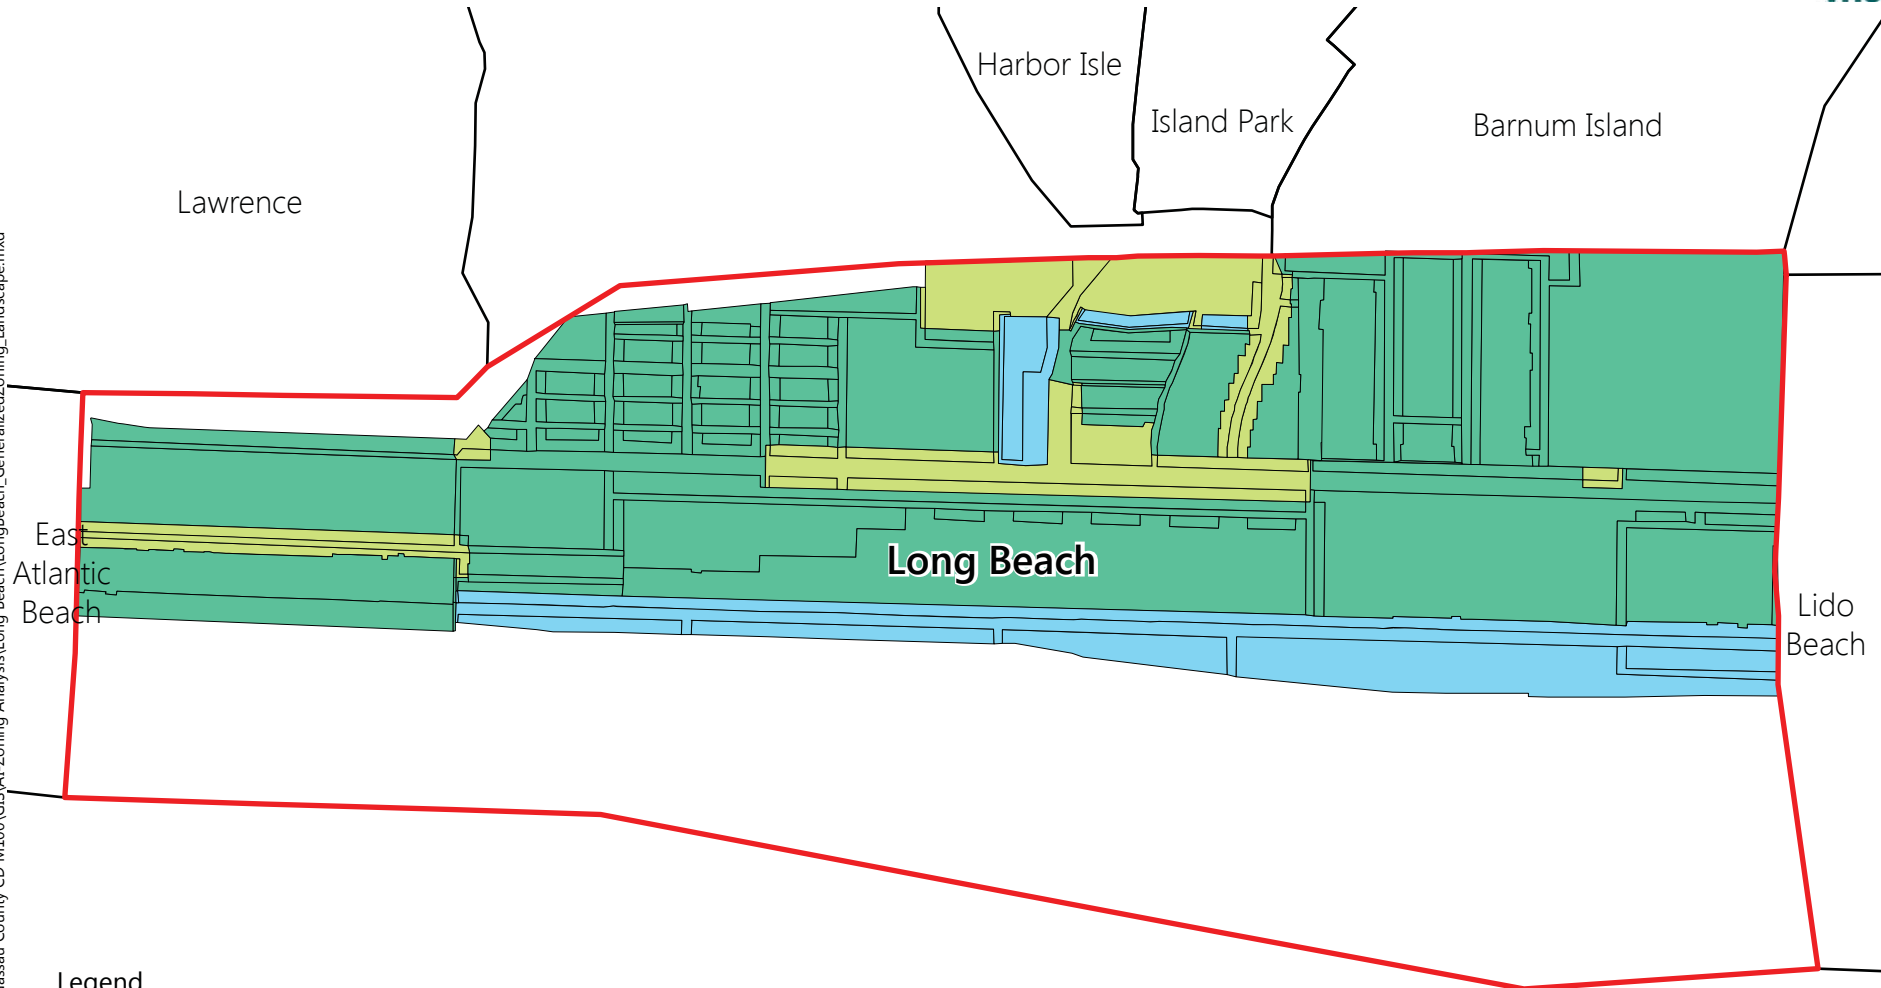 Harbor Isle
Island Park
Barnum Island
Lawrence
East
Atlantic
Beach
Long Beach
Lido
Beach
Legend